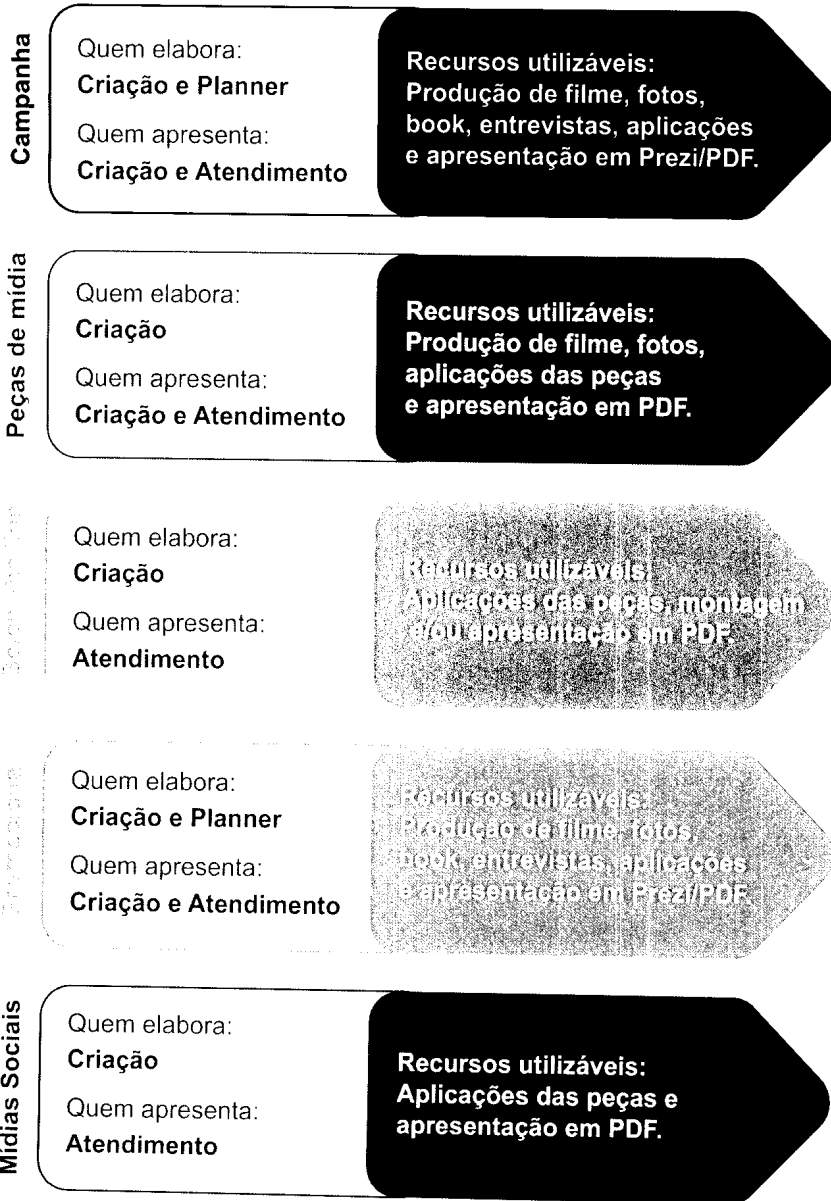 Campanha
Quem elabora:
Criação e Planner
Quem apresenta:
Criação e Atendimento
Recursos utilizáveis:
Produção de filme, fotos,
book, entrevistas, aplicações
e apresentação em Prezi/PDF.
Peças de mídia
Quem elabora:
Criação
Quem apresenta:
Criação e Atendimento
Recursos utilizáveis:
Produção de filme, fotos,
aplicações das peças
e apresentação em PDF.
Quem elabora:
Criação
Quem apresenta:
Atendimento
Recursos utilizáveis:
Aplicações das peças, montagem
e/ou apresentação em PDF.
Quem elabora:
Criação e Planner
Quem apresenta:
Criação e Atendimento
Recursos utilizáveis:
Produção de filme, fotos,
book, entrevistas, aplicações
e apresentação em Prezi/PDF.
Mídias Sociais
Quem elabora:
Criação
Quem apresenta:
Atendimento
Recursos utilizáveis:
Aplicações das peças e
apresentação em PDF.